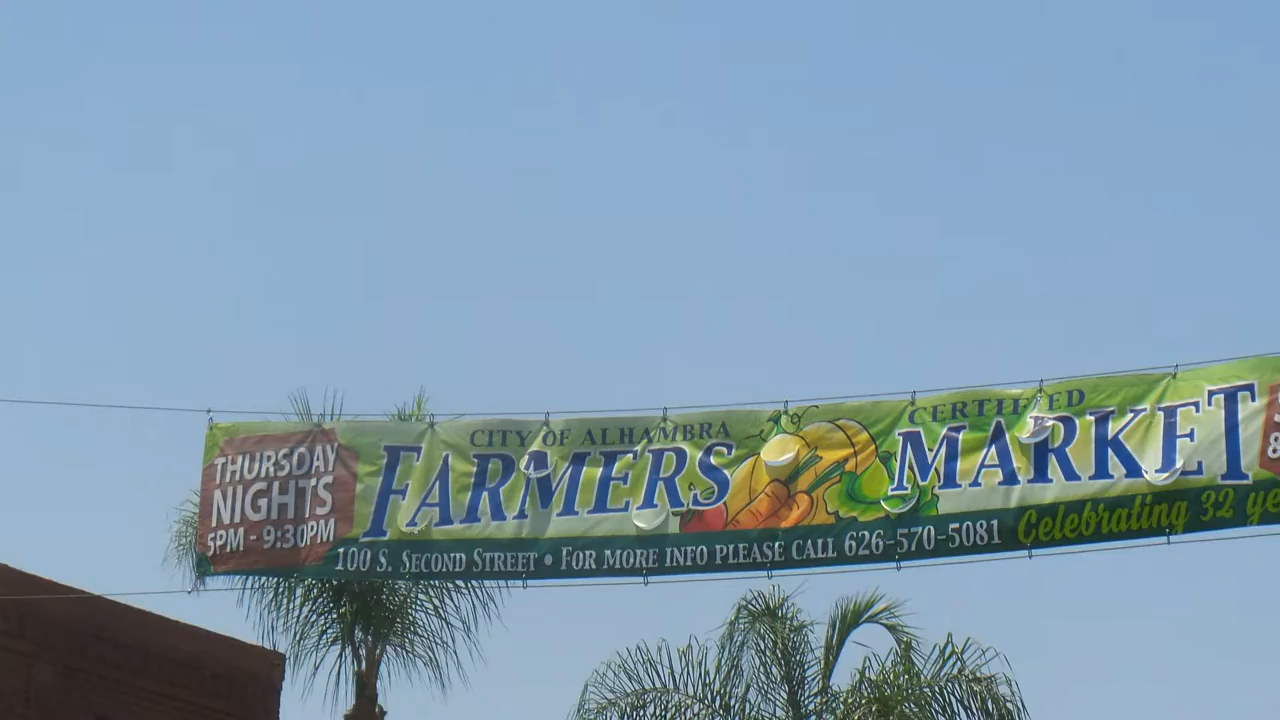 THURSDAY
NIGHTS
5PM - 9:30PM
CITY OF ALHAMBRA
FARMERS
CERTIFIED
MARKET
100 S. SECOND STREET • FOR MORE INFO PLEASE CALL 626-570-5081
Celebrating 32 ye